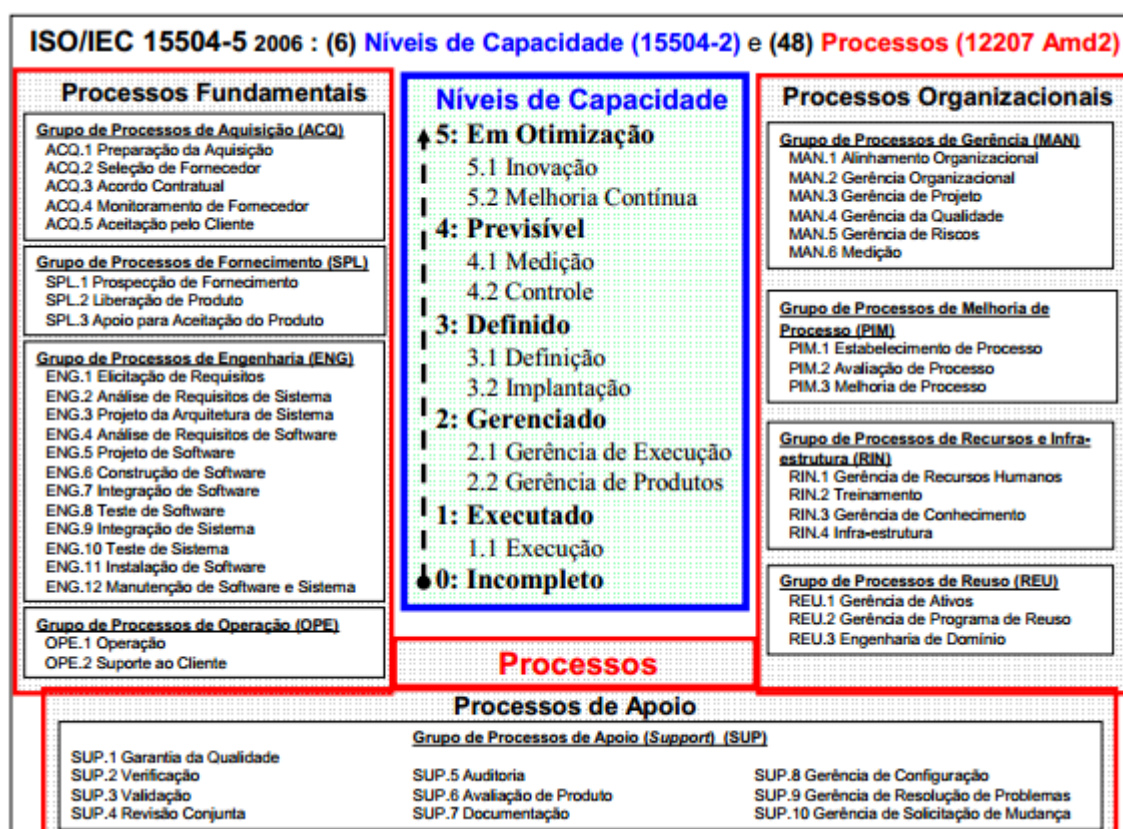 ISO/IEC 15504-5 2006 : (6) Níveis de Capacidade (15504-2) e (48) Processos (12207 Amd2)
Processos Fundamentais
Grupo de Processos de Aquisição (ACQ)
ACQ.1 Preparação da Aquisição
ACQ.2 Seleção de Fornecedor
ACQ.3 Acordo Contratual
ACQ.4 Monitoramento de Fornecedor
ACQ.5 Aceitação pelo Cliente
Grupo de Processos de Fornecimento (SPL)
SPL.1 Prospecção de Fornecimento
SPL.2 Liberação de Produto
SPL.3 Apoio para Aceitação do Produto
Grupo de Processos de Engenharia (ENG)
ENG.1 Elicitação de Requisitos
ENG.2 Análise de Requisitos de Sistema
ENG.3 Projeto da Arquitetura de Sistema
ENG.4 Análise de Requisitos de Software
ENG.5 Projeto de Software
ENG.6 Construção de Software
ENG.7 Integração de Software
ENG.8 Teste de Software
ENG.9 Integração de Sistema
ENG.10 Teste de Sistema
ENG.11 Instalação de Software
ENG.12 Manutenção de Software e Sistema
Grupo de Processos de Operação (OPE)
OPE.1 Operação
OPE.2 Suporte ao Cliente
Níveis de Capacidade
5: Em Otimização
5.1 Inovação
5.2 Melhoria Contínua
4: Previsível
4.1 Medição
4.2 Controle
3: Definido
3.1 Definição
3.2 Implantação
2: Gerenciado
2.1 Gerência de Execução
2.2 Gerência de Produtos
1: Executado
1.1 Execução
0: Incompleto
Processos
Processos Organizacionais
Grupo de Processos de Gerência (MAN)
MAN.1 Alinhamento Organizacional
MAN.2 Gerência Organizacional
MAN.3 Gerência de Projeto
MAN.4 Gerência da Qualidade
MAN.5 Gerência de Riscos
MAN.6 Medição
Grupo de Processos de Melhoria de
Processo (PIM)
PIM.1 Estabelecimento de Processo
PIM.2 Avaliação de Processo
PIM.3 Melhoria de Processo
Grupo de Processos de Recursos e Infra-
estrutura (RIN)
RIN.1 Gerência de Recursos Humanos
RIN.2 Treinamento
RIN.3 Gerência de Conhecimento
RIN.4 Infra-estrutura
Grupo de Processos de Reuso (REU)
REU.1 Gerência de Ativos
REU.2 Gerência de Programa de Reuso
REU.3 Engenharia de Domínio
Processos de Apoio
Grupo de Processos de Apoio (Support) (SUP)
SUP.1 Garantia da Qualidade
SUP.2 Verificação
SUP.3 Validação
SUP.4 Revisão Conjunta
SUP.5 Auditoria
SUP.6 Avaliação de Produto
SUP.7 Documentação
SUP.8 Gerência de Configuração
SUP.9 Gerência de Resolução de Problemas
SUP.10 Gerência de Solicitação de Mudança